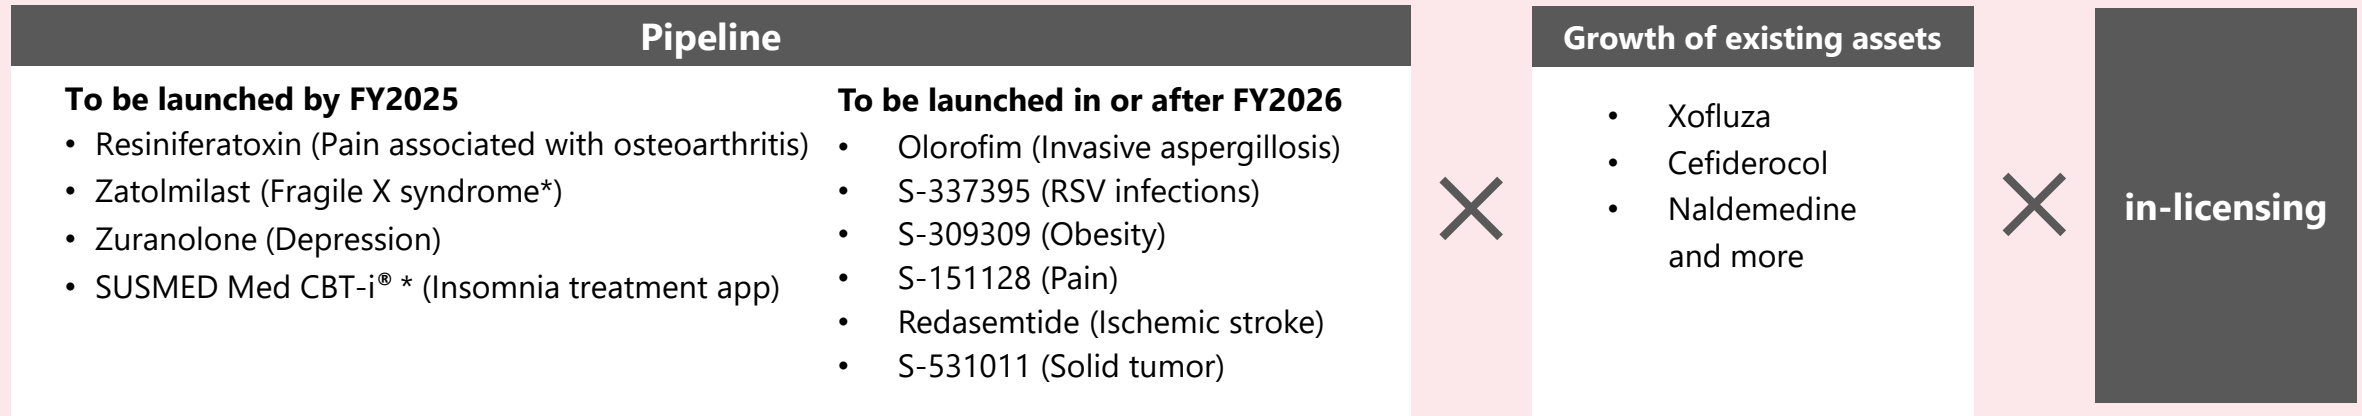 Pipeline
To be launched by FY2025
• Resiniferatoxin (Pain associated with osteoarthritis)
• Zatolmilast (Fragile X syndrome*)
• Zuranolone (Depression)
• SUSMED Med CBT-i® * (Insomnia treatment app)
To be launched in or after FY2026
• Olorofim (Invasive aspergillosis)
• S-337395 (RSV infections)
• S-309309 (Obesity)
• S-151128 (Pain)
• Redasemtide (Ischemic stroke)
• S-531011 (Solid tumor)
×
Growth of existing assets
• Xofluza
• Cefiderocol
• Naldemedine
and more
×
in-licensing